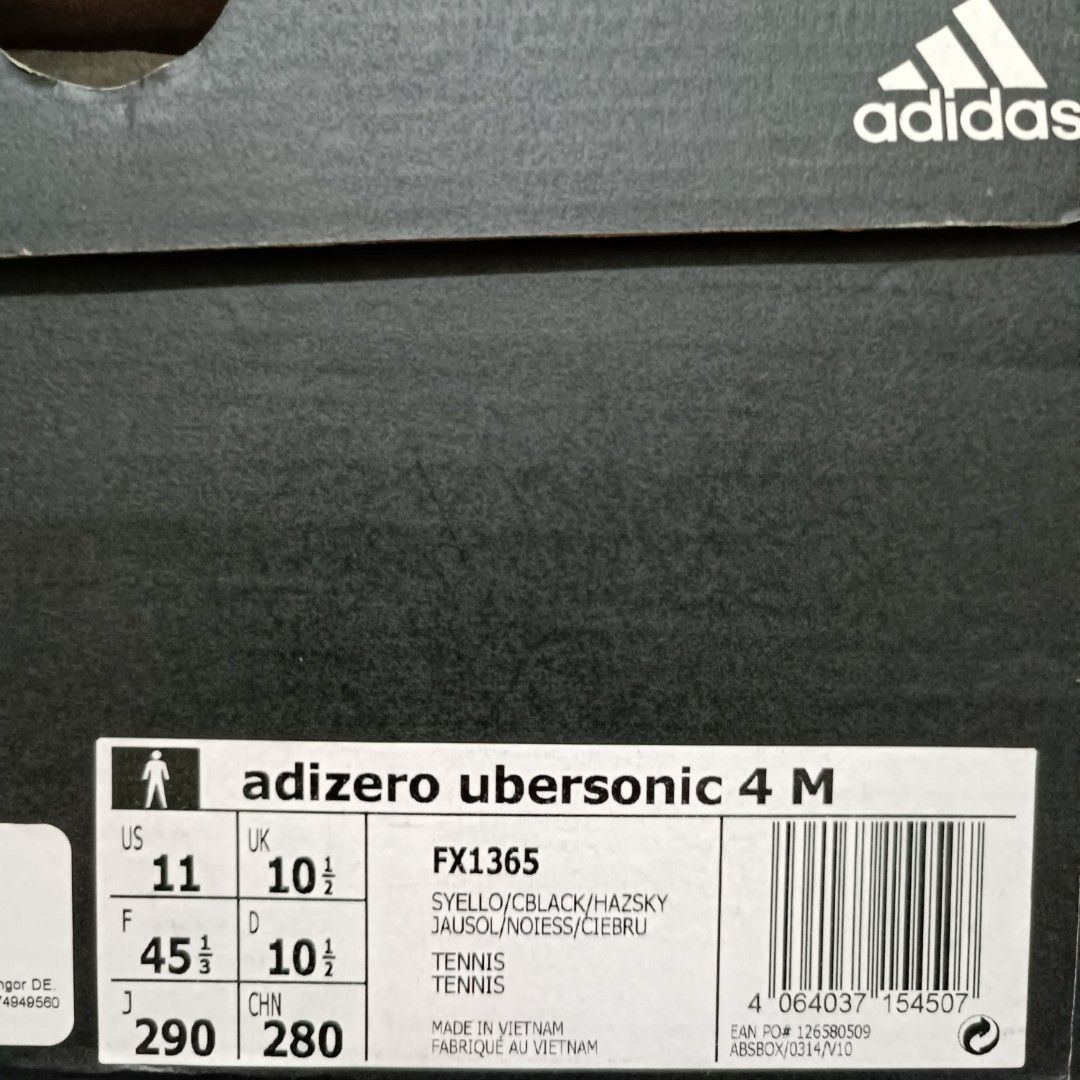 adidas
adizero ubersonic 4 M
US 11
UK 10 1/2
F 45 1/3
D 10 1/2
J 290
CHN 280
FX1365
SYELLO/CBLACK/HAZSKY
JAUSOL/NOIESS/CIEBRU
TENNIS
TENNIS
MADE IN VIETNAM
FABRIQUÉ AU VIETNAM
4 064037 154507
EAN PO# 126580509
ABSBOX/0314/V10
ngor DE.
74949560